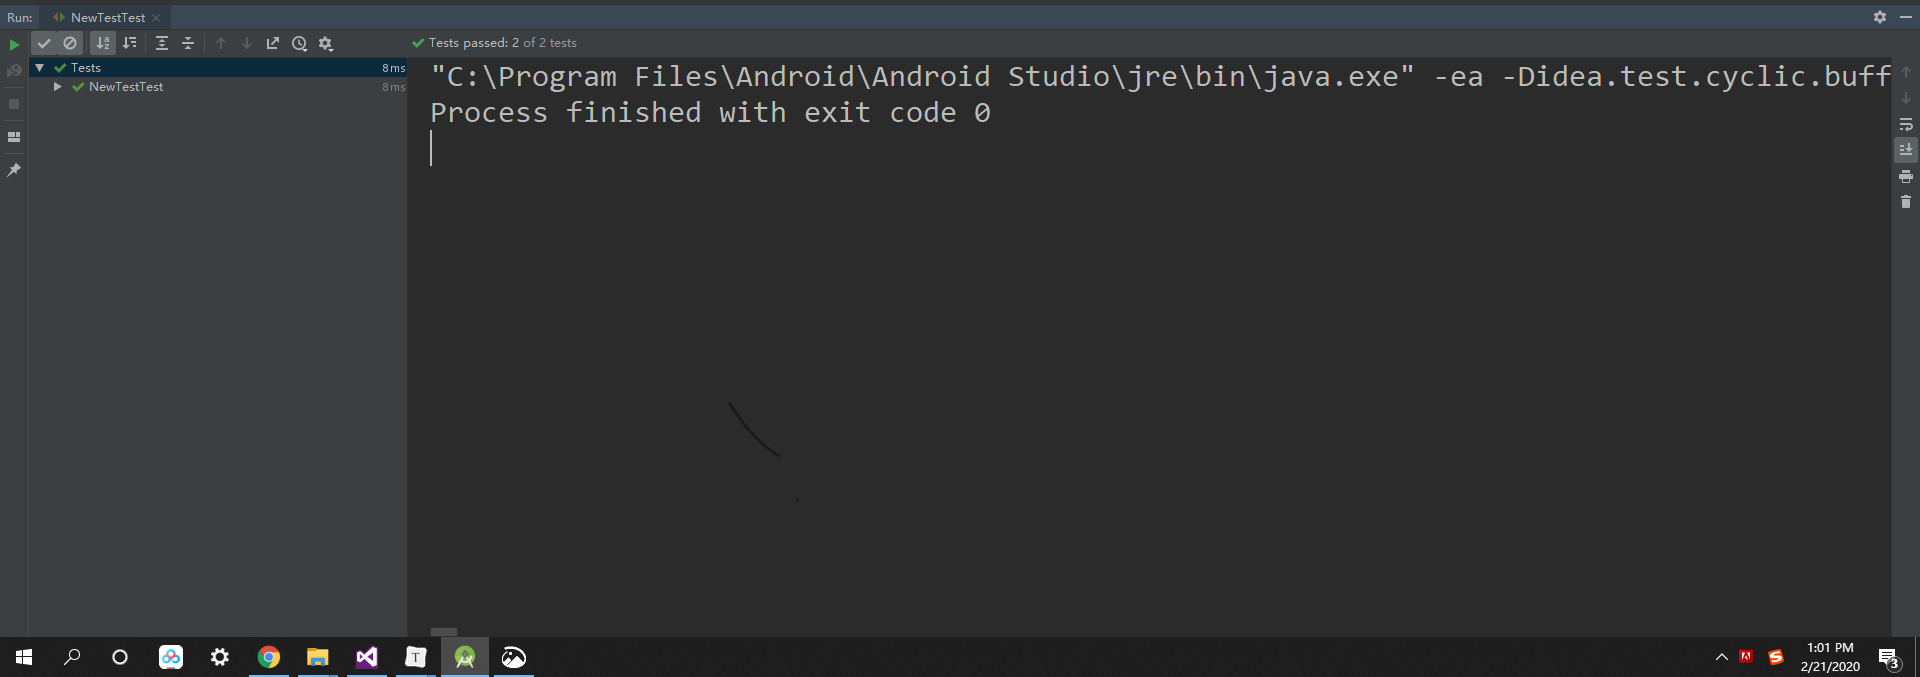 Run: NewTestTest
Tests passed: 2 of 2 tests
Tests 8 ms
NewTestTest 8 ms
"C:\Program Files\Android\Android Studio\jre\bin\java.exe" -ea -Didea.test.cyclic.buff
Process finished with exit code 0
T
1:01 PM
2/21/2020
3